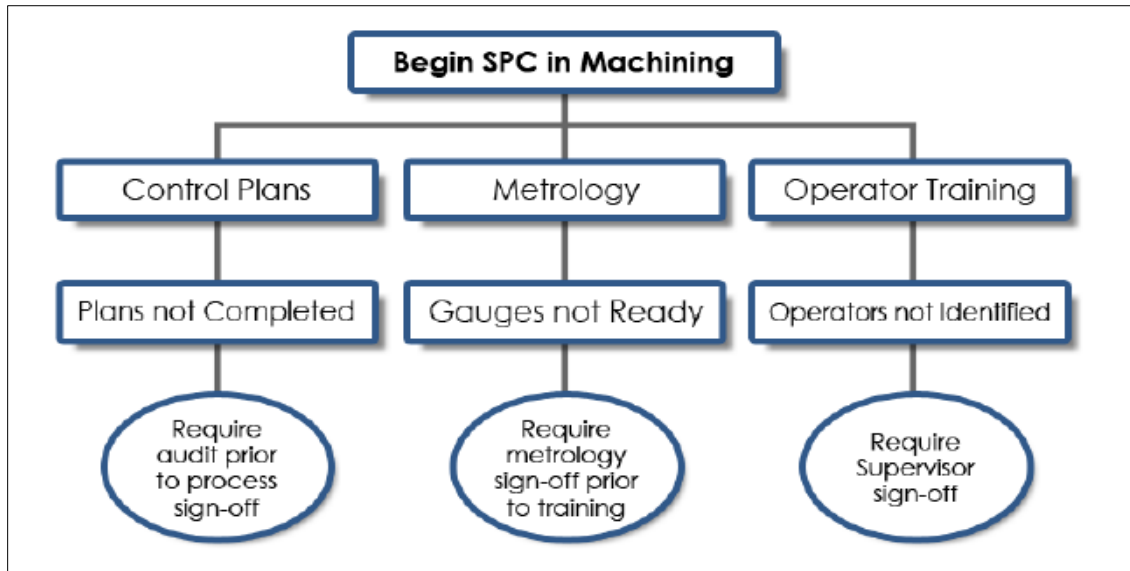 Begin SPC in Machining
Control Plans
Metrology
Operator Training
Plans not Completed
Gauges not Ready
Operators not Identified
Require
audit prior
to process
sign-off
Require
metrology
sign-off prior
to training
Require
Supervisor
sign-off